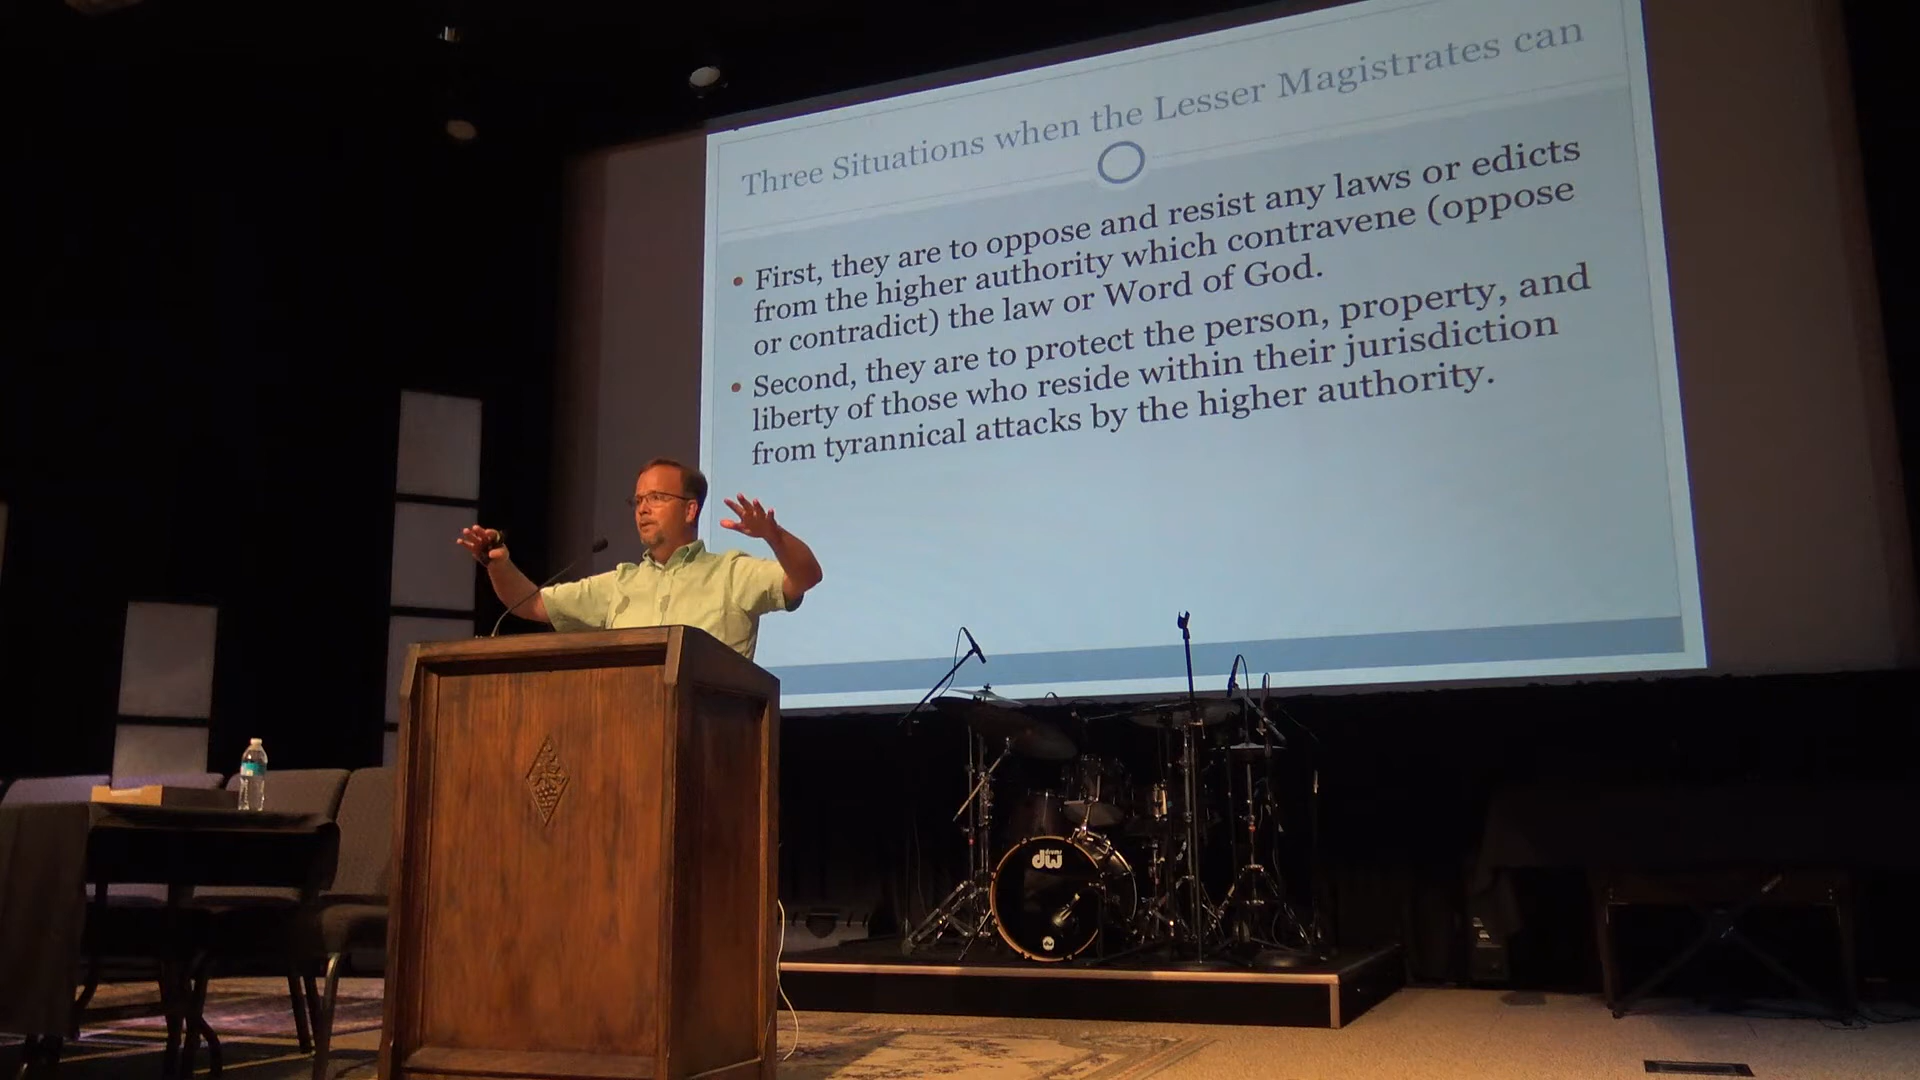 Three Situations when the Lesser Magistrates can
First, they are to oppose and resist any laws or edicts
from the higher authority which contravene (oppose
or contradict) the law or Word of God.
Second, they are to protect the person, property, and
liberty of those who reside within their jurisdiction
from tyrannical attacks by the higher authority.
drums
dw